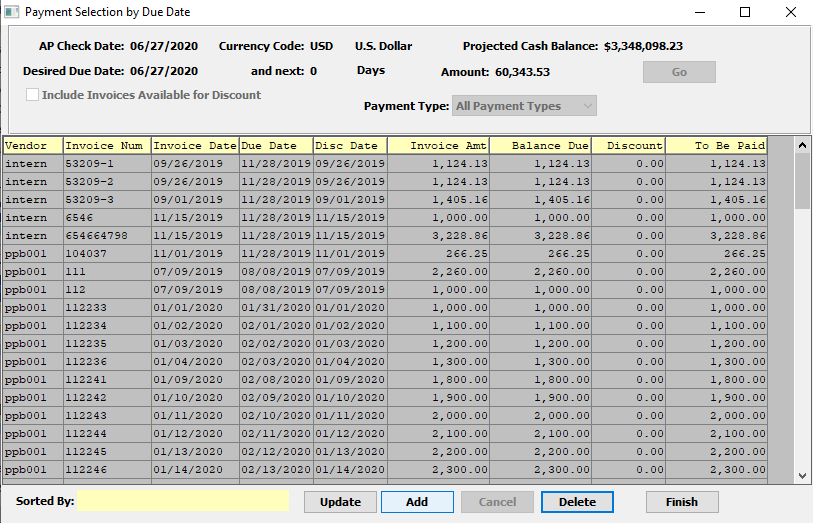 Payment Selection by Due Date
AP Check Date: 06/27/2020 Currency Code: USD U.S. Dollar Projected Cash Balance: $3,348,098.23
Desired Due Date: 06/27/2020 and next: 0 Days Amount: 60,343.53 Go
Include Invoices Available for Discount
Payment Type: All Payment Types
Vendor Invoice Num Invoice Date Due Date Disc Date Invoice Amt Balance Due Discount To Be Paid
intern 53209-1 09/26/2019 11/28/2019 09/26/2019 1,124.13 1,124.13 0.00 1,124.13
intern 53209-2 09/26/2019 11/28/2019 09/26/2019 1,124.13 1,124.13 0.00 1,124.13
intern 53209-3 09/01/2019 11/28/2019 09/01/2019 1,405.16 1,405.16 0.00 1,405.16
intern 6546 11/15/2019 11/28/2019 11/15/2019 1,000.00 1,000.00 0.00 1,000.00
intern 654664798 11/15/2019 11/28/2019 11/15/2019 3,228.86 3,228.86 0.00 3,228.86
ppb001 104037 11/01/2019 11/28/2019 11/01/2019 266.25 266.25 0.00 266.25
ppb001 111 07/09/2019 08/08/2019 07/09/2019 2,260.00 2,260.00 0.00 2,260.00
ppb001 112 07/09/2019 08/08/2019 07/09/2019 1,000.00 1,000.00 0.00 1,000.00
ppb001 112233 01/01/2020 01/31/2020 01/01/2020 1,000.00 1,000.00 0.00 1,000.00
ppb001 112234 01/02/2020 02/01/2020 01/02/2020 1,100.00 1,100.00 0.00 1,100.00
ppb001 112235 01/03/2020 02/02/2020 01/03/2020 1,200.00 1,200.00 0.00 1,200.00
ppb001 112236 01/04/2020 02/03/2020 01/04/2020 1,300.00 1,300.00 0.00 1,300.00
ppb001 112241 01/09/2020 02/08/2020 01/09/2020 1,800.00 1,800.00 0.00 1,800.00
ppb001 112242 01/10/2020 02/09/2020 01/10/2020 1,900.00 1,900.00 0.00 1,900.00
ppb001 112243 01/11/2020 02/10/2020 01/11/2020 2,000.00 2,000.00 0.00 2,000.00
ppb001 112244 01/12/2020 02/11/2020 01/12/2020 2,100.00 2,100.00 0.00 2,100.00
ppb001 112245 01/13/2020 02/12/2020 01/13/2020 2,200.00 2,200.00 0.00 2,200.00
ppb001 112246 01/14/2020 02/13/2020 01/14/2020 2,300.00 2,300.00 0.00 2,300.00
Sorted By: Update Add Cancel Delete Finish